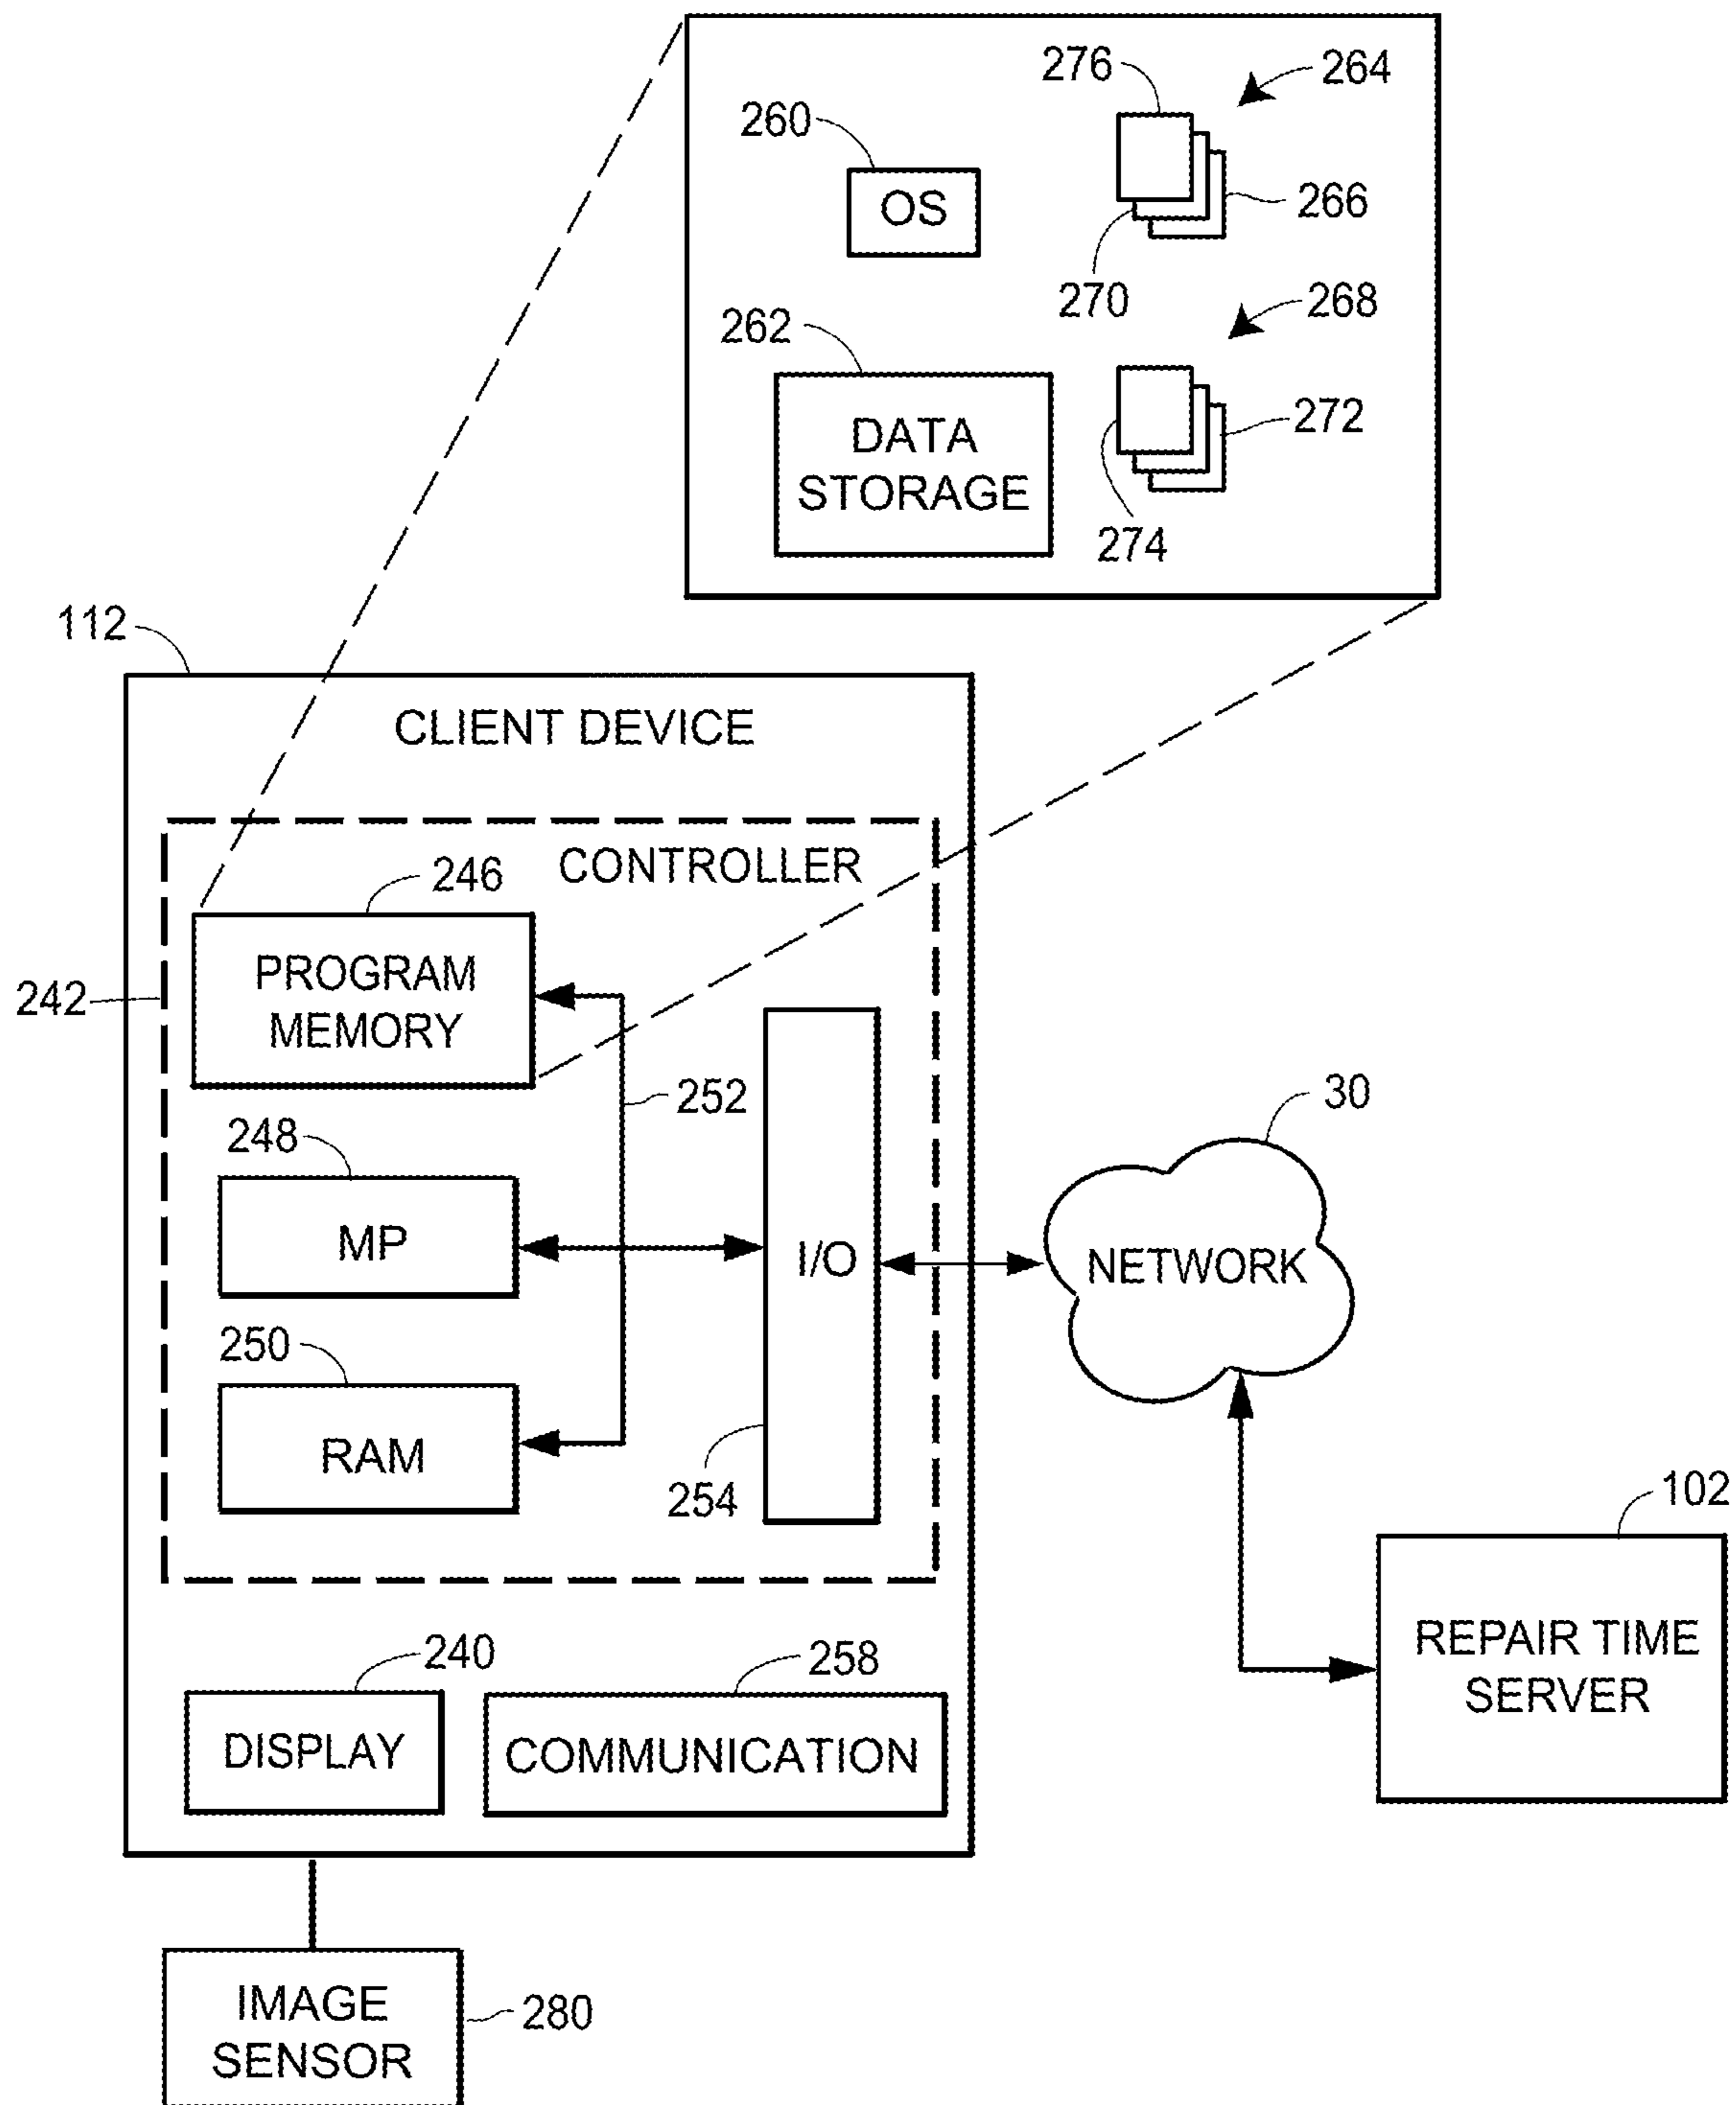 276
264
260
OS
266
270
268
262
DATA
STORAGE
272
274
112
CLIENT DEVICE
CONTROLLER
246
PROGRAM
MEMORY
242
252
30
248
MP
I/O
NETWORK
250
RAM
254
102
REPAIR TIME
SERVER
240
258
DISPLAY
COMMUNICATION
IMAGE
SENSOR
280